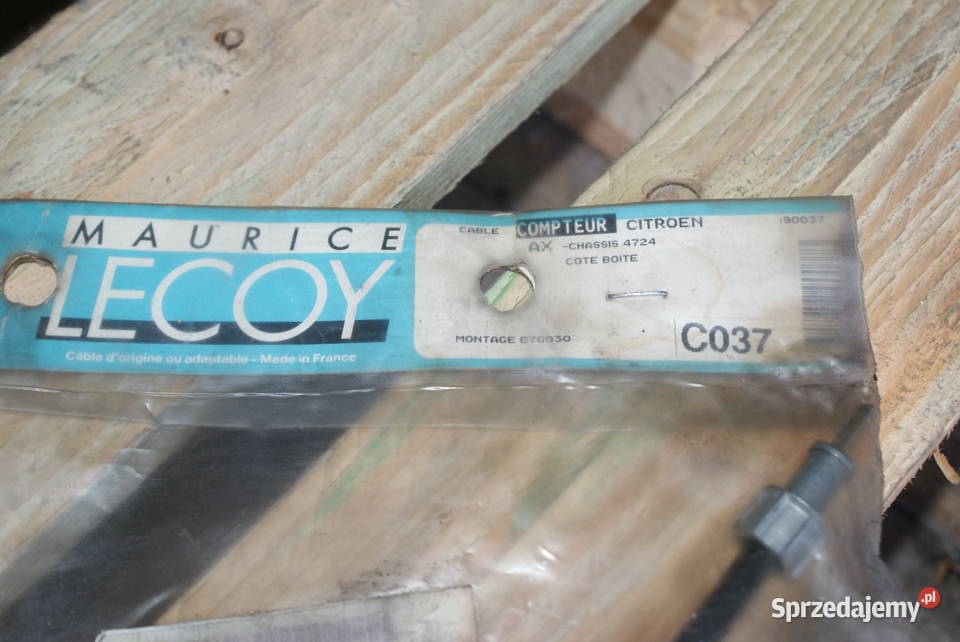 MAURICE
LECOY
Câble d'origine ou adaptable - Made in France
CABLE COMPTEUR CITROEN
AX -CHASSIS 4724
COTE BOITE
MONTAGE 870030
C037
90037
Sprzedajemy.pl